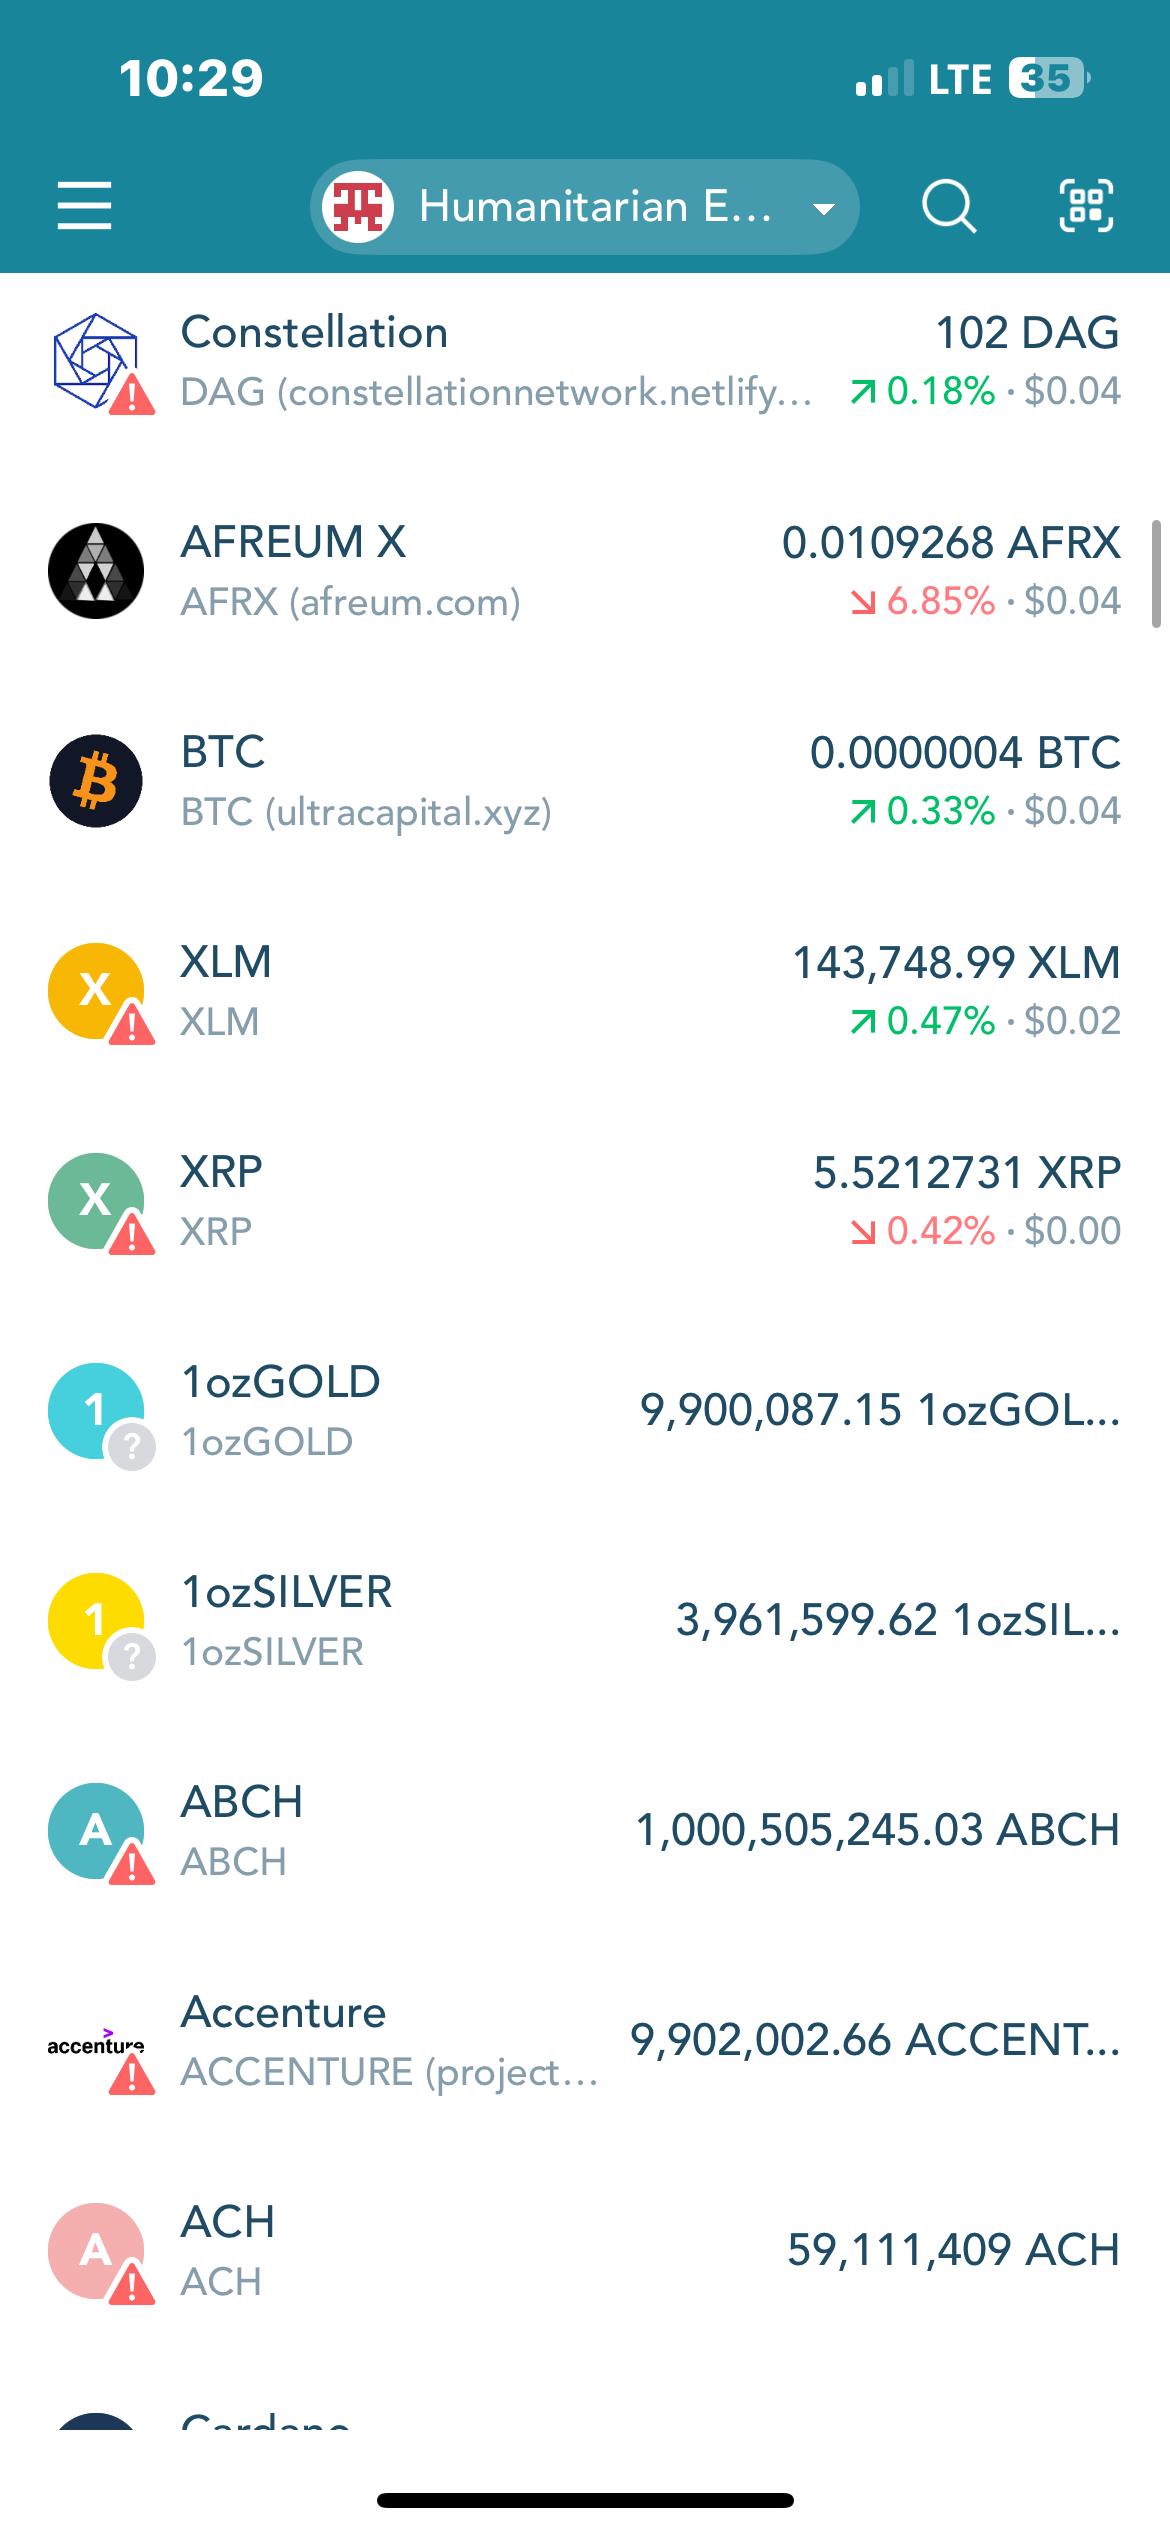 10:29
LTE 35
Humanitarian E...
Constellation
102 DAG
DAG (constellationnetwork.netlify...
0.18% · $0.04
AFREUM X
0.0109268 AFRX
AFRX (afreum.com)
6.85% · $0.04
BTC
0.0000004 BTC
BTC (ultracapital.xyz)
0.33% · $0.04
X
XLM
143,748.99 XLM
XLM
0.47% · $0.02
X
XRP
5.5212731 XRP
XRP
0.42% · $0.00
1
1ozGOLD
9,900,087.15 1ozGOL...
1ozGOLD
1
1ozSILVER
3,961,599.62 1ozSIL...
1ozSILVER
A
ABCH
1,000,505,245.03 ABCH
ABCH
accenture
Accenture
9,902,002.66 ACCENT...
ACCENTURE (project...
A
ACH
59,111,409 ACH
ACH
Cardano